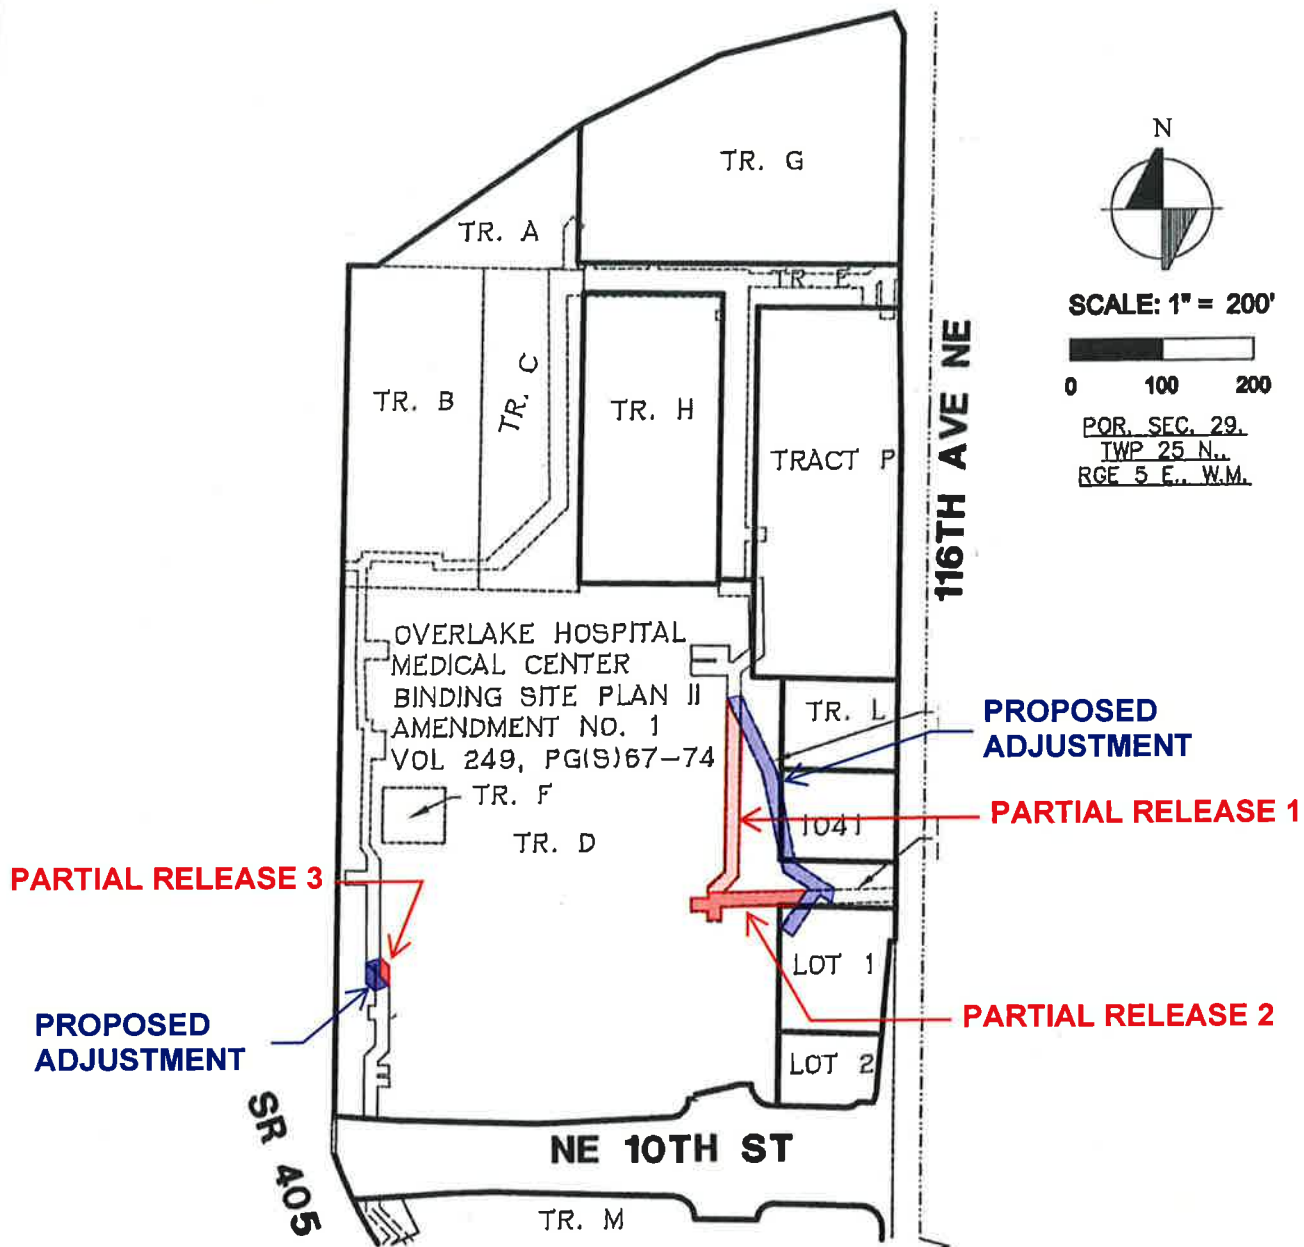 N
TR. G
TR. A
TR. E
SCALE: 1" = 200'
0 100 200
POR. SEC. 29,
TWP 25 N.,
RGE 5 E., W.M.
TR. B
TR. C
TR. H
TRACT P
116TH AVE NE
OVERLAKE HOSPITAL
MEDICAL CENTER
BINDING SITE PLAN II
AMENDMENT NO. 1
VOL 249, PG(S)67-74
TR. L
PROPOSED
ADJUSTMENT
TR. F
TR. D
1041
PARTIAL RELEASE 1
PARTIAL RELEASE 3
LOT 1
PROPOSED
ADJUSTMENT
PARTIAL RELEASE 2
LOT 2
SR 405
NE 10TH ST
TR. M